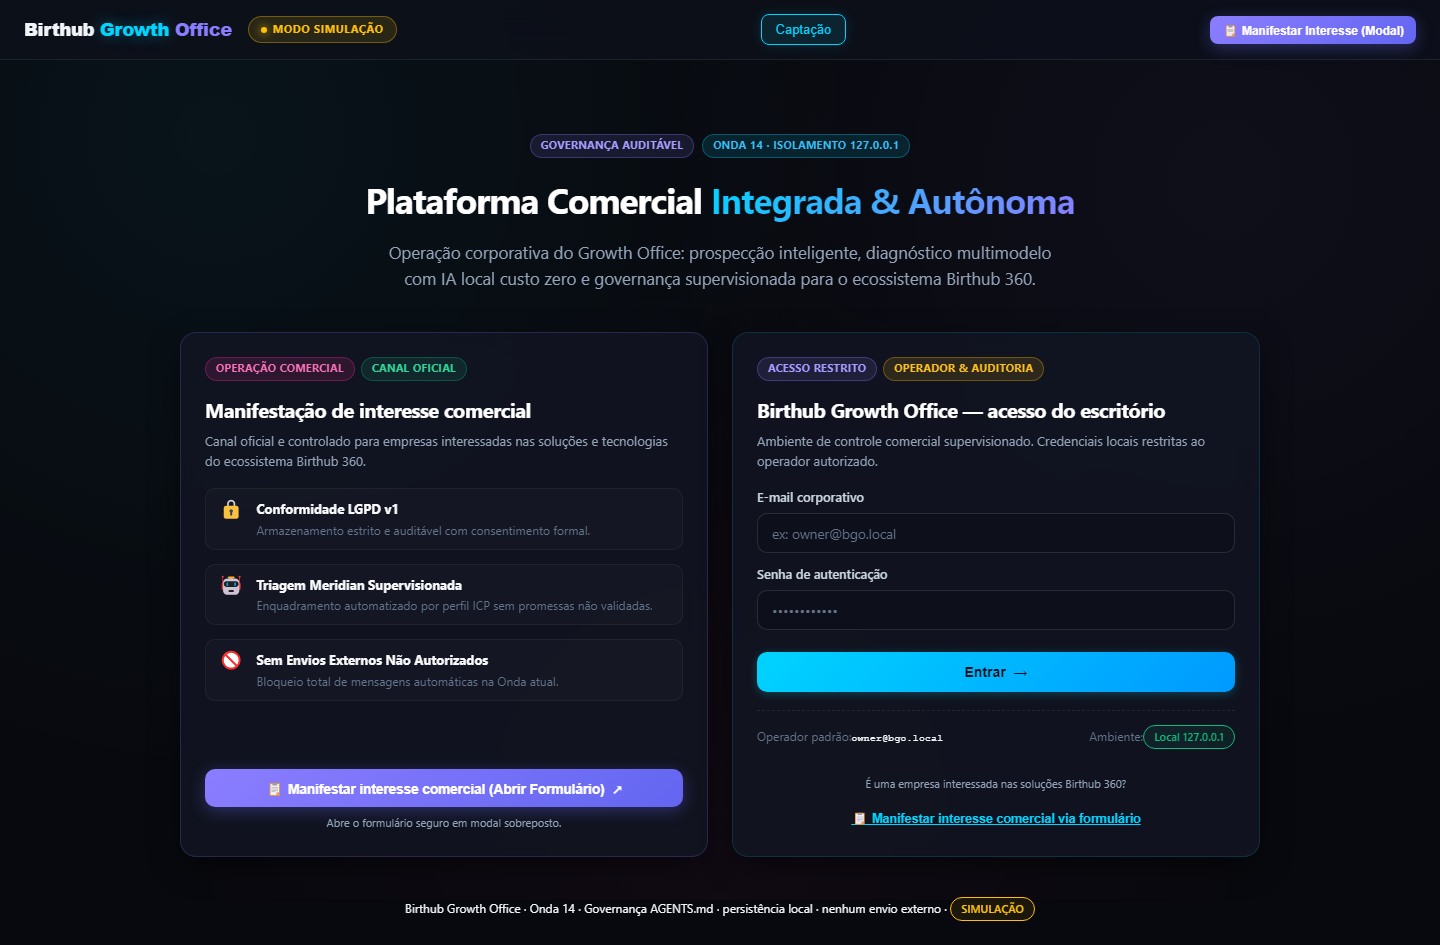 Birthub Growth Office
MODO SIMULAÇÃO
Captação
Manifestar Interesse (Modal)
GOVERNANÇA AUDITÁVEL
ONDA 14 · ISOLAMENTO 127.0.0.1
Plataforma Comercial Integrada & Autônoma
Operação corporativa do Growth Office: prospecção inteligente, diagnóstico multimodelo
com IA local custo zero e governança supervisionada para o ecossistema Birthub 360.
OPERAÇÃO COMERCIAL
CANAL OFICIAL
Manifestação de interesse comercial
Canal oficial e controlado para empresas interessadas nas soluções e tecnologias
do ecossistema Birthub 360.
Conformidade LGPD v1
Armazenamento estrito e auditável com consentimento formal.
Triagem Meridian Supervisionada
Enquadramento automatizado por perfil ICP sem promessas não validadas.
Sem Envios Externos Não Autorizados
Bloqueio total de mensagens automáticas na Onda atual.
Manifestar interesse comercial (Abrir Formulário) ↗
Abre o formulário seguro em modal sobreposto.
ACESSO RESTRITO
OPERADOR & AUDITORIA
Birthub Growth Office — acesso do escritório
Ambiente de controle comercial supervisionado. Credenciais locais restritas ao
operador autorizado.
E-mail corporativo
ex: owner@bgo.local
Senha de autenticação
••••••••••••
Entrar →
Operador padrão:owner@bgo.local
Ambiente: Local 127.0.0.1
É uma empresa interessada nas soluções Birthub 360?
Manifestar interesse comercial via formulário
Birthub Growth Office · Onda 14 · Governança AGENTS.md · persistência local · nenhum envio externo · SIMULAÇÃO